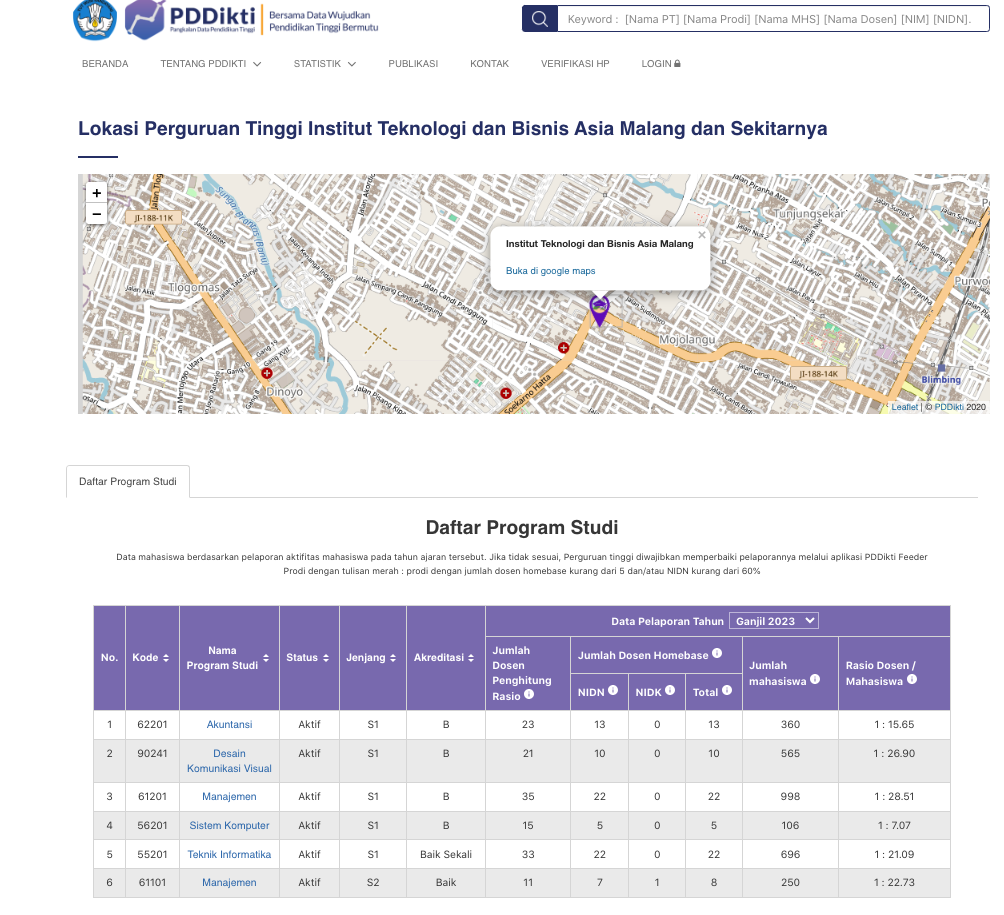 PDDikti
Pangkalan Data Pendidikan Tinggi
Bersama Data Wujudkan
Pendidikan Tinggi Bermutu
Keyword : [Nama PT] [Nama Prodi] [Nama MHS] [Nama Dosen] [NIM] [NIDN].
BERANDA TENTANG PDDIKTI STATISTIK PUBLIKASI KONTAK VERIFIKASI HP LOGIN
Lokasi Perguruan Tinggi Institut Teknologi dan Bisnis Asia Malang dan Sekitarnya
+
−
Jl-188-11K
Tlogomas
Dinoyo
Jalan Candi Panggung
Institut Teknologi dan Bisnis Asia Malang
×
Buka di google maps
Soekarno Hatta
Mojolangu
Tunjungsekar
Jl-188-14K
Blimbing
Leaflet | © PDDikti 2020
Daftar Program Studi
Daftar Program Studi
Data mahasiswa berdasarkan pelaporan aktifitas mahasiswa pada tahun ajaran tersebut. Jika tidak sesuai, Perguruan tinggi diwajibkan memperbaiki pelaporannya melalui aplikasi PDDikti Feeder
Prodi dengan tulisan merah : prodi dengan jumlah dosen homebase kurang dari 5 dan/atau NIDN kurang dari 60%
No. Kode Nama Program Studi Status Jenjang Akreditasi Data Pelaporan Tahun Ganjil 2023
Jumlah Dosen Penghitung Rasio Jumlah Dosen Homebase Jumlah mahasiswa Rasio Dosen / Mahasiswa
NIDN NIDK Total
1 62201 Akuntansi Aktif S1 B 23 13 0 13 360 1 : 15.65
2 90241 Desain Komunikasi Visual Aktif S1 B 21 10 0 10 565 1 : 26.90
3 61201 Manajemen Aktif S1 B 35 22 0 22 998 1 : 28.51
4 56201 Sistem Komputer Aktif S1 B 15 5 0 5 106 1 : 7.07
5 55201 Teknik Informatika Aktif S1 Baik Sekali 33 22 0 22 696 1 : 21.09
6 61101 Manajemen Aktif S2 Baik 11 7 1 8 250 1 : 22.73